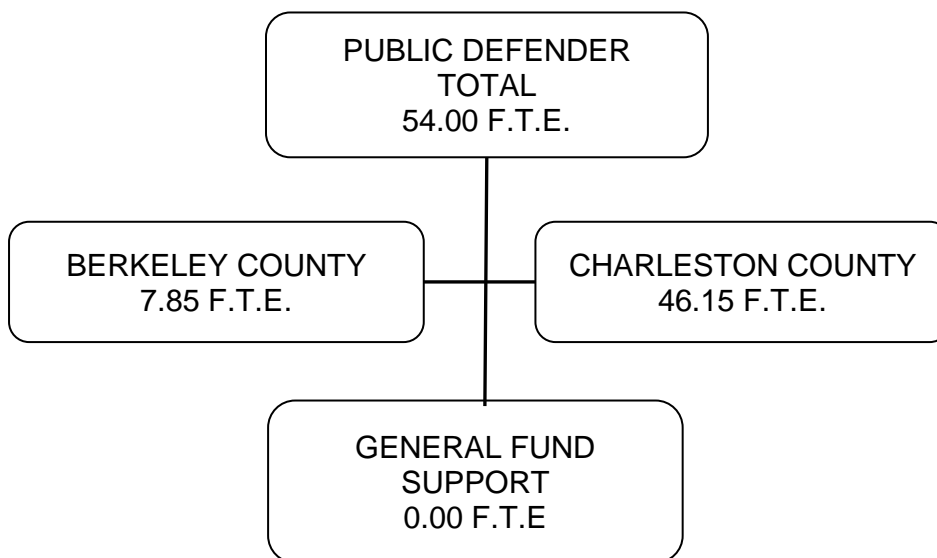 PUBLIC DEFENDER
TOTAL
54.00 F.T.E.
BERKELEY COUNTY
7.85 F.T.E.
CHARLESTON COUNTY
46.15 F.T.E.
GENERAL FUND
SUPPORT
0.00 F.T.E